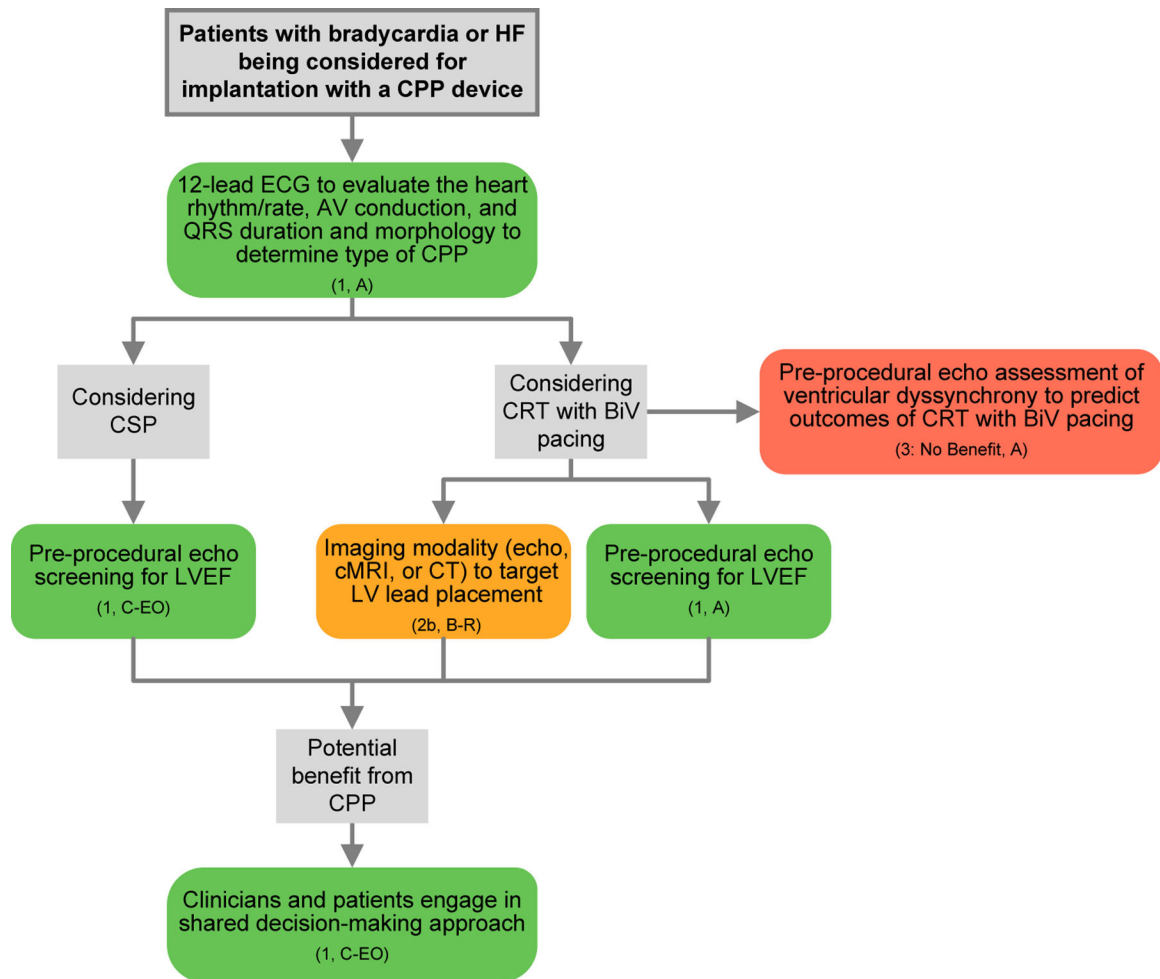 Patients with bradycardia or HF
being considered for
implantation with a CPP device
12-lead ECG to evaluate the heart
rhythm/rate, AV conduction, and
QRS duration and morphology to
determine type of CPP
(1, A)
Considering
CSP
Considering
CRT with BiV
pacing
Pre-procedural echo assessment of
ventricular dyssynchrony to predict
outcomes of CRT with BiV pacing
(3: No Benefit, A)
Pre-procedural echo
screening for LVEF
(1, C-EO)
Imaging modality (echo,
cMRI, or CT) to target
LV lead placement
(2b, B-R)
Pre-procedural echo
screening for LVEF
(1, A)
Potential
benefit from
CPP
Clinicians and patients engage in
shared decision-making approach
(1, C-EO)